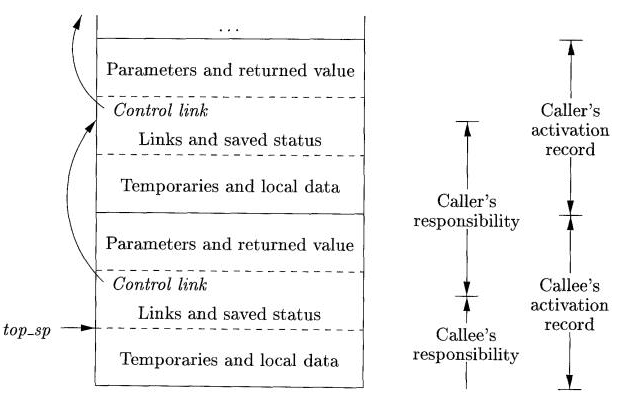 ...
Parameters and returned value
Control link
Links and saved status
Temporaries and local data
Parameters and returned value
Control link
Links and saved status
top_sp
Temporaries and local data
Caller's
responsibility
Callee's
responsibility
Caller's
activation
record
Callee's
activation
record